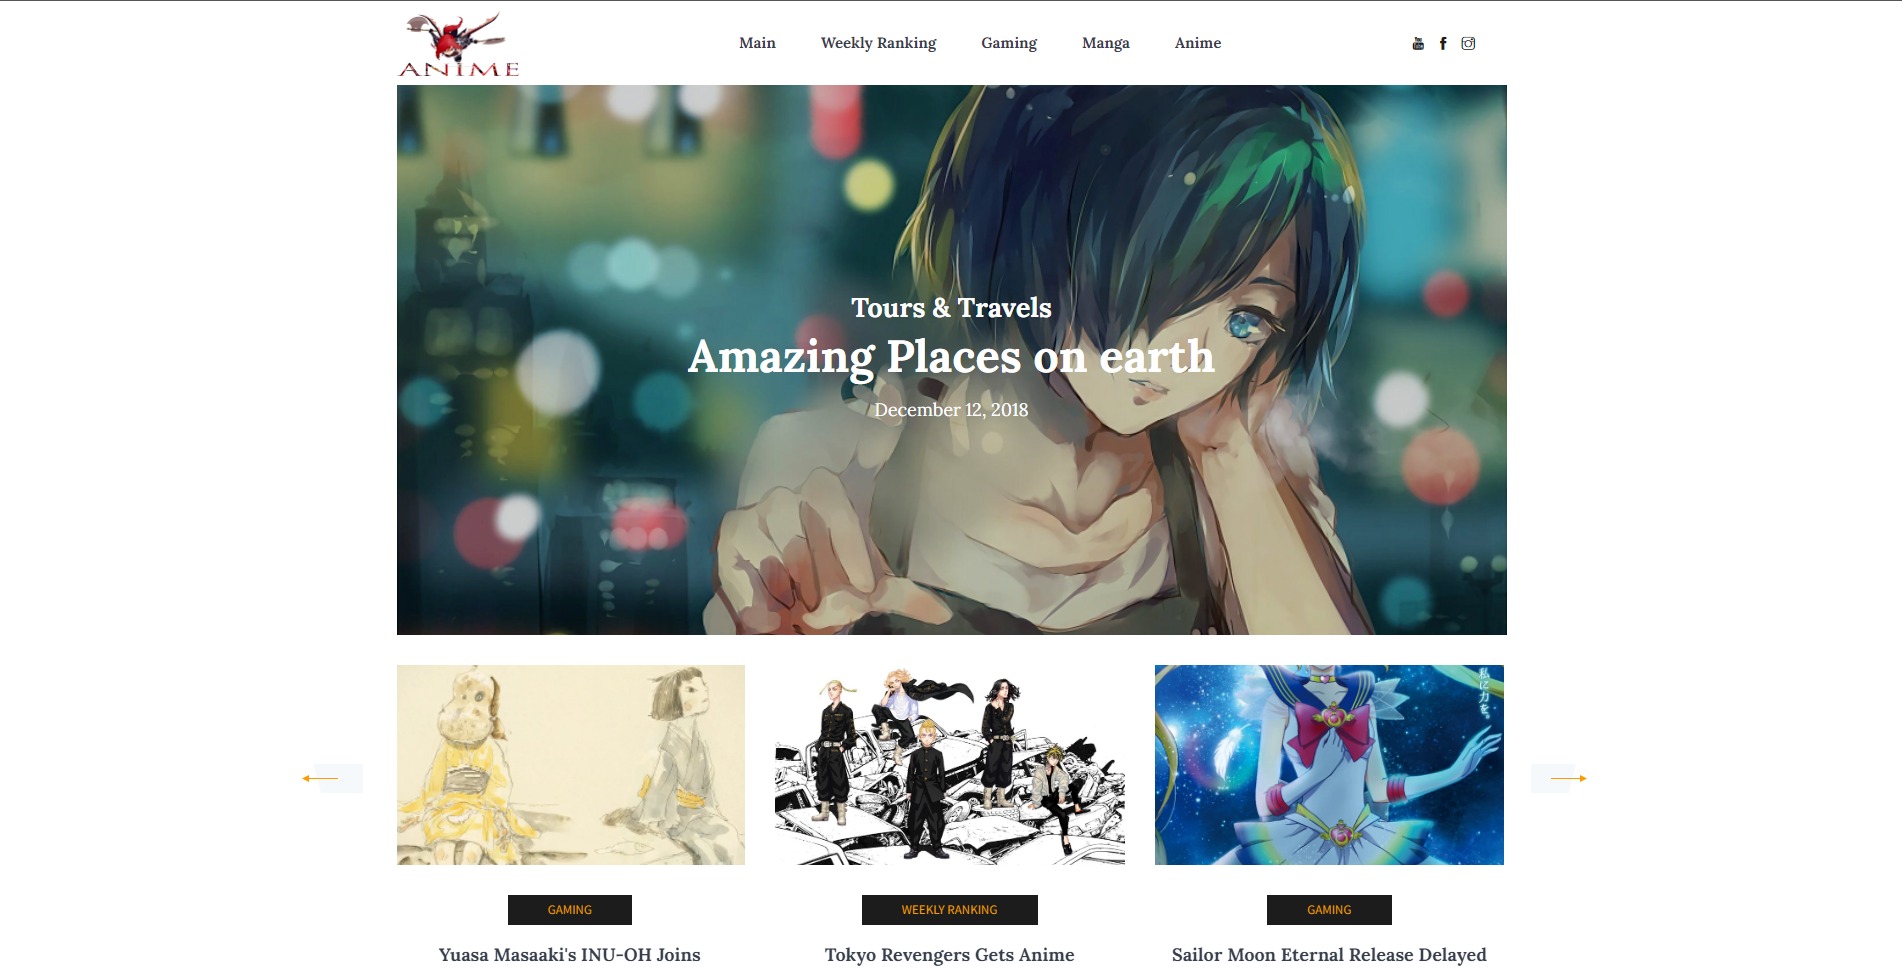 ANIME
Main Weekly Ranking Gaming Manga Anime
Tours & Travels
Amazing Places on earth
December 12, 2018
私に力を。
GAMING WEEKLY RANKING GAMING
Yuasa Masaaki's INU-OH Joins Tokyo Revengers Gets Anime Sailor Moon Eternal Release Delayed